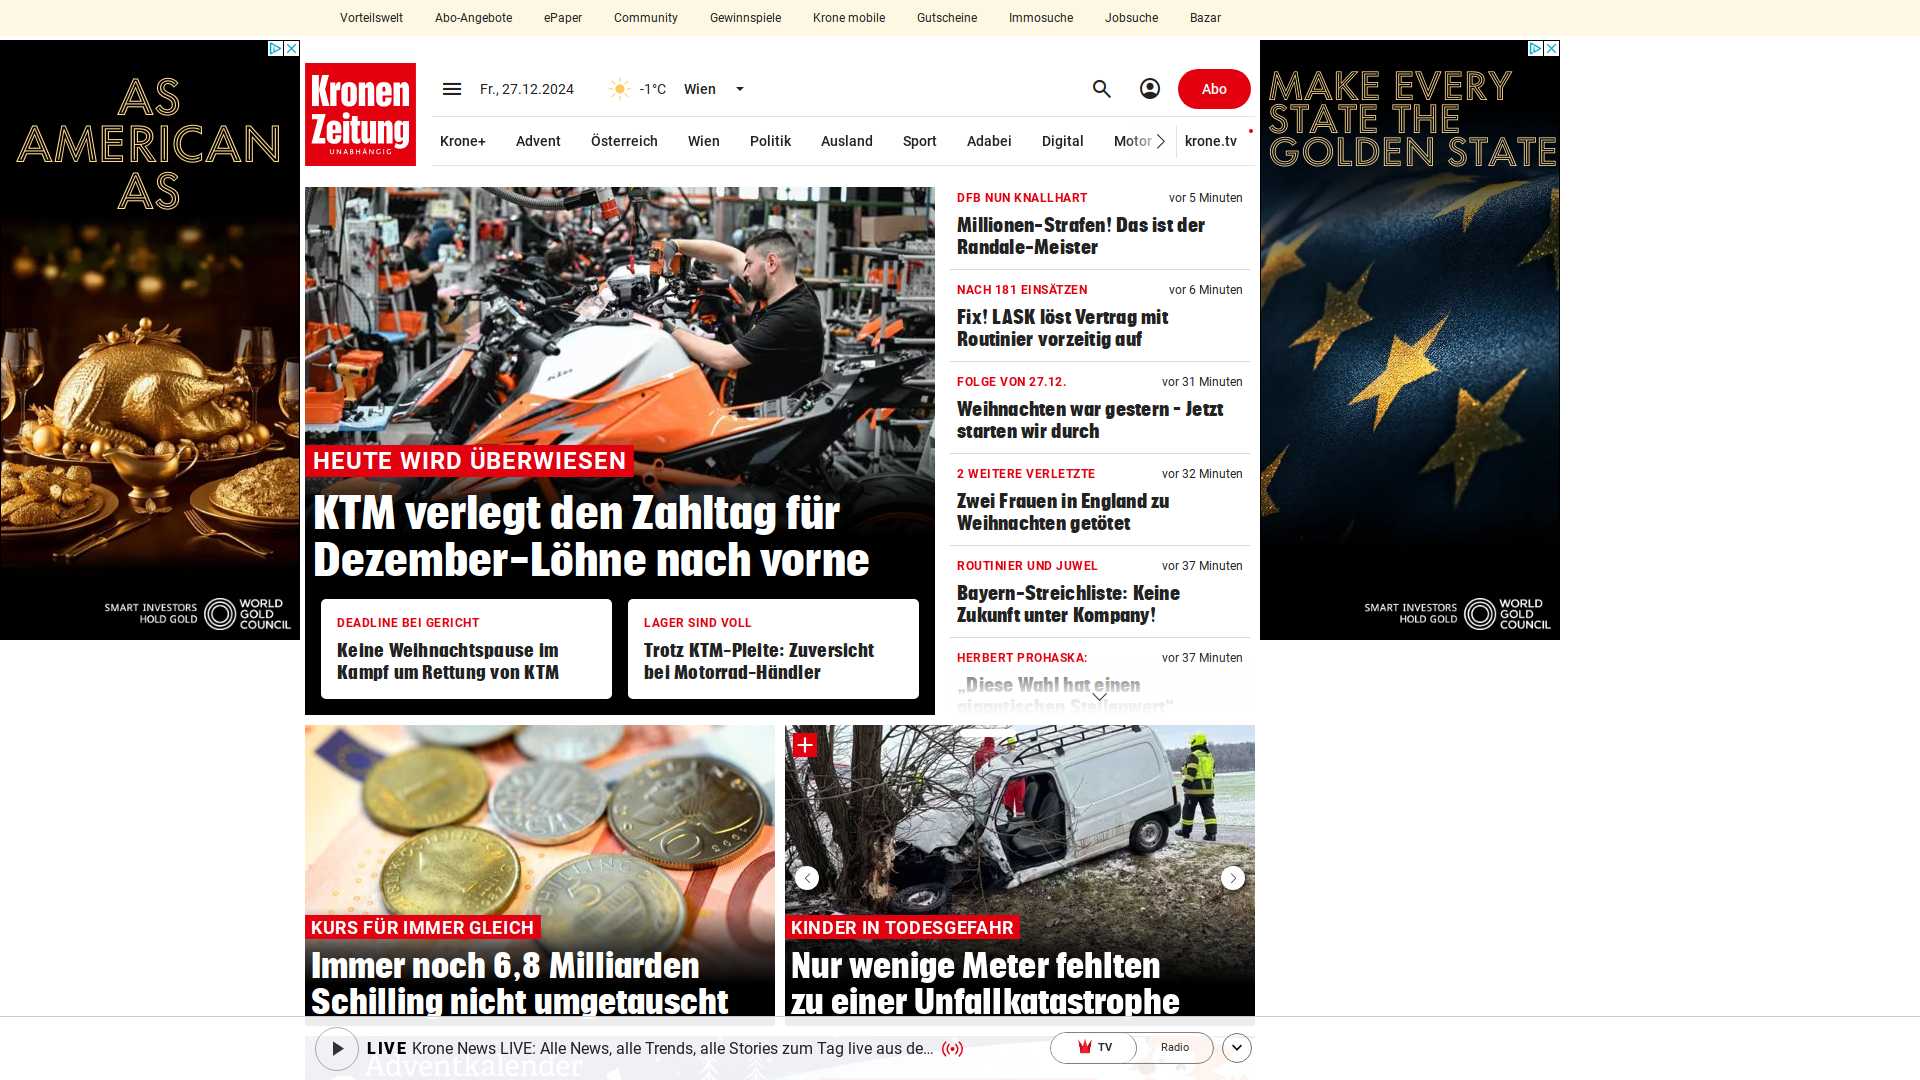 Vorteilswelt
Abo-Angebote
ePaper
Community
Gewinnspiele
Krone mobile
Gutscheine
Immosuche
Jobsuche
Bazar
AS
AMERICAN
AS
SMART INVESTORS
HOLD GOLD
WORLD
GOLD
COUNCIL
Kronen
Zeitung
UNABHÄNGIG
Fr., 27.12.2024
-1°C
Wien
Abo
Krone+
Advent
Österreich
Wien
Politik
Ausland
Sport
Adabei
Digital
Motor
krone.tv
KTM
HEUTE WIRD ÜBERWIESEN
KTM verlegt den Zahltag für
Dezember-Löhne nach vorne
DEADLINE BEI GERICHT
Keine Weihnachtspause im
Kampf um Rettung von KTM
LAGER SIND VOLL
Trotz KTM-Pleite: Zuversicht
bei Motorrad-Händler
DFB NUN KNALLHART
vor 5 Minuten
Millionen-Strafen! Das ist der
Randale-Meister
NACH 181 EINSÄTZEN
vor 6 Minuten
Fix! LASK löst Vertrag mit
Routinier vorzeitig auf
FOLGE VON 27.12.
vor 31 Minuten
Weihnachten war gestern - Jetzt
starten wir durch
2 WEITERE VERLETZTE
vor 32 Minuten
Zwei Frauen in England zu
Weihnachten getötet
ROUTINIER UND JUWEL
vor 37 Minuten
Bayern-Streichliste: Keine
Zukunft unter Kompany!
HERBERT PROHASKA:
vor 37 Minuten
„Diese Wahl hat einen
gigantischen Stellenwert“
MAKE EVERY
STATE THE
GOLDEN STATE
SMART INVESTORS
HOLD GOLD
WORLD
GOLD
COUNCIL
SCHILLING
5
10
KURS FÜR IMMER GLEICH
Immer noch 6,8 Milliarden
Schilling nicht umgetauscht
KINDER IN TODESGEFAHR
Nur wenige Meter fehlten
zu einer Unfallkatastrophe
LIVE Krone News LIVE: Alle News, alle Trends, alle Stories zum Tag live aus de...
TV
Radio
Adventkalender